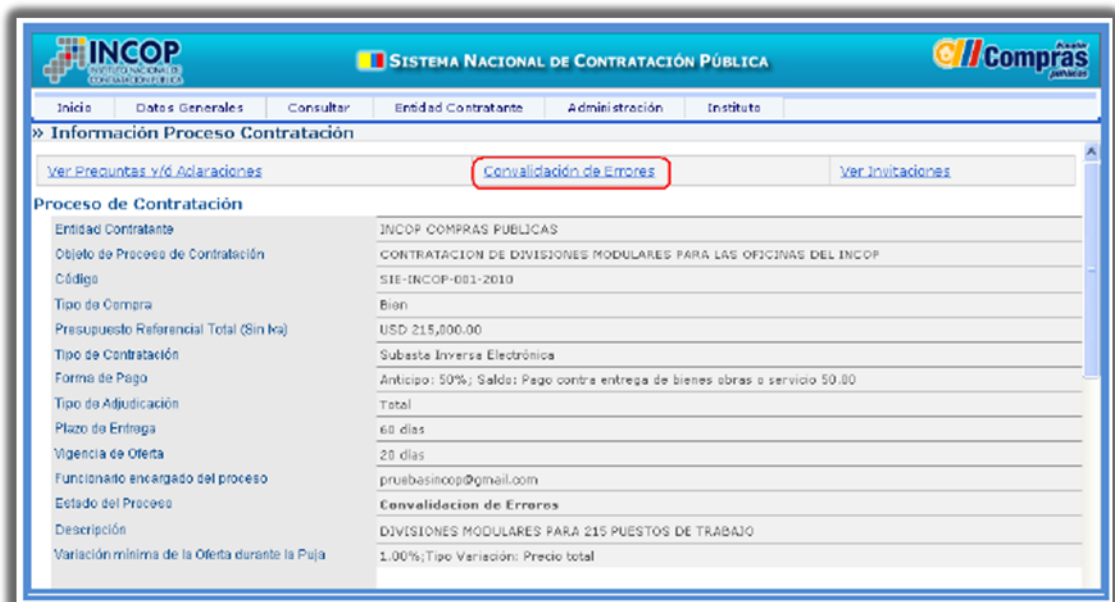 INCOP
INSTITUTO NACIONAL DE
CONTRATACIÓN PÚBLICA
SISTEMA NACIONAL DE CONTRATACIÓN PÚBLICA
Ecuador
Compras
públicas
Inicio Datos Generales Consultar Entidad Contratante Administración Instituto
» Información Proceso Contratación
Ver Preguntas y/ó Aclaraciones Convalidación de Errores Ver Invitaciones
Proceso de Contratación
Entidad Contratante INCOP COMPRAS PUBLICAS
Objeto de Proceso de Contratación CONTRATACION DE DIVISIONES MODULARES PARA LAS OFICINAS DEL INCOP
Código SIE-INCOP-001-2010
Tipo de Compra Bien
Presupuesto Referencial Total (Sin Iva) USD 215,000.00
Tipo de Contratación Subasta Inversa Electrónica
Forma de Pago Anticipo: 50%; Saldo: Pago contra entrega de bienes obras o servicio 50.00
Tipo de Adjudicación Total
Plazo de Entrega 60 días
Vigencia de Oferta 20 días
Funcionario encargado del proceso pruebasincop@gmail.com
Estado del Proceso Convalidacion de Errores
Descripción DIVISIONES MODULARES PARA 215 PUESTOS DE TRABAJO
Variación mínima de la Oferta durante la Puja 1.00%;Tipo Variación: Precio total